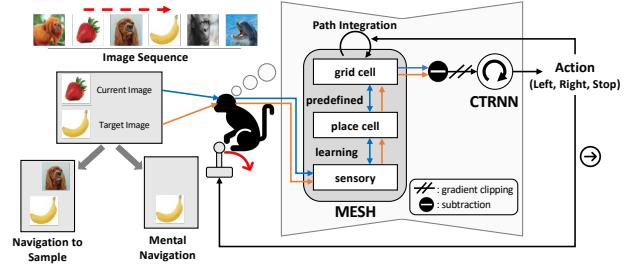 Image Sequence
Current Image
Target Image
Navigation to
Sample
Mental
Navigation
Path Integration
grid cell
predefined
place cell
learning
sensory
MESH
CTRNN
Action
(Left, Right, Stop)
: gradient clipping
: subtraction